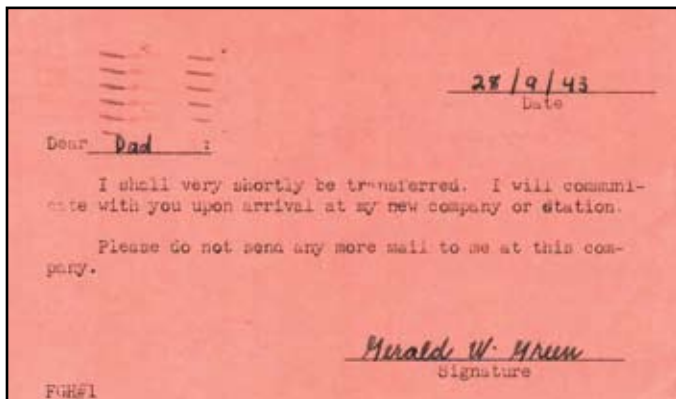 28/9/43
Date
Dear Dad :
I shall very shortly be transferred. I will communi-
cate with you upon arrival at my new company or station.
Please do not send any more mail to me at this com-
pany.
Gerald W. Green
Signature
FGR#1